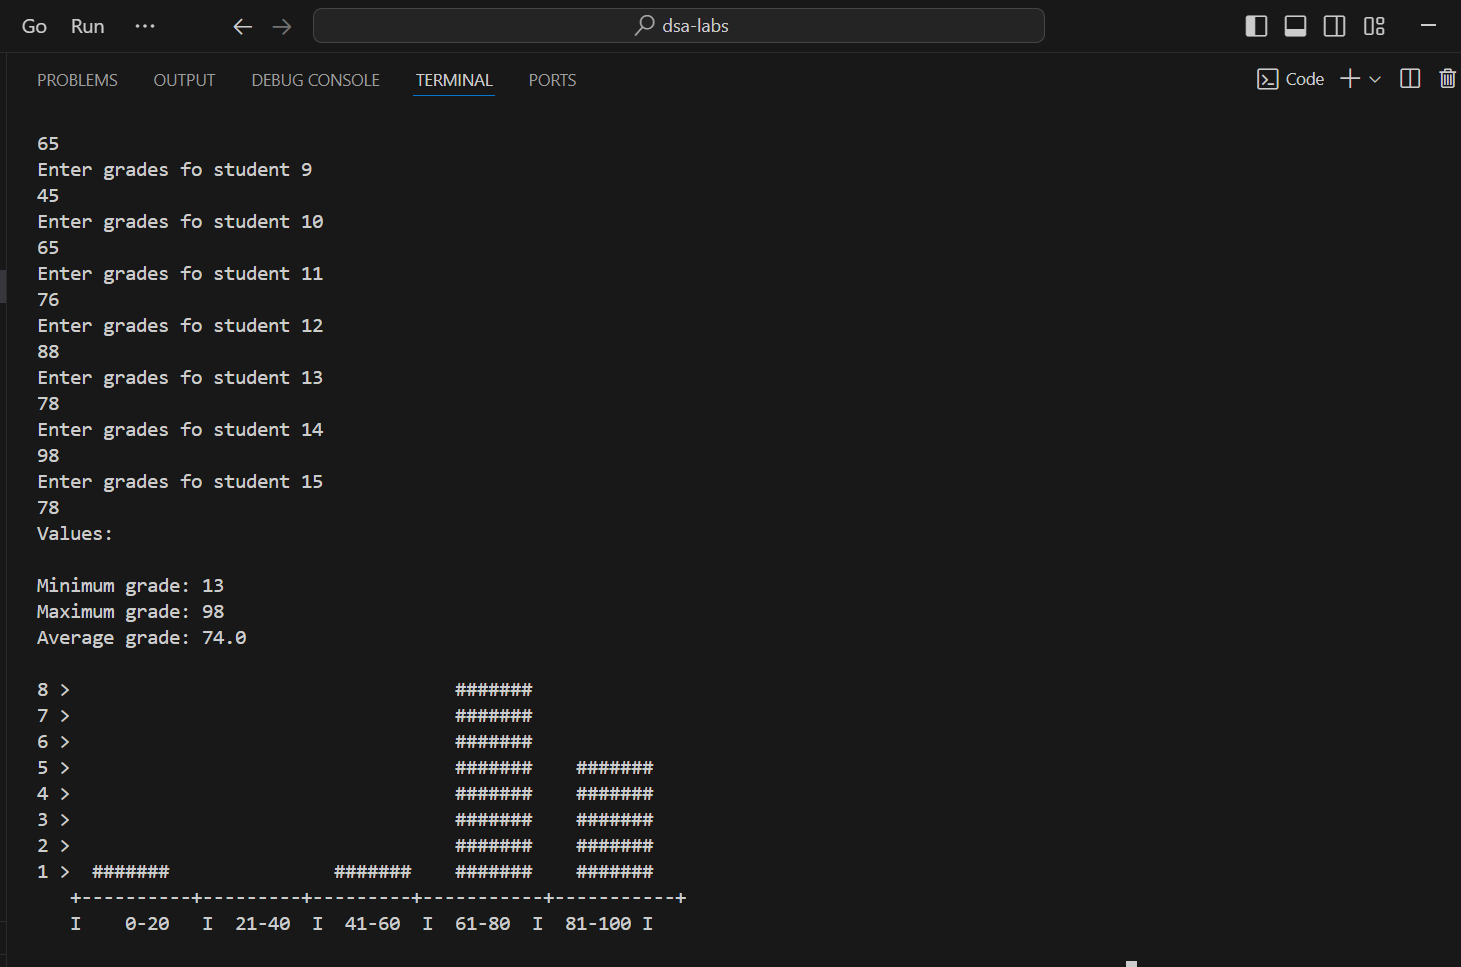 Go Run ··· ← → dsa-labs
PROBLEMS OUTPUT DEBUG CONSOLE TERMINAL PORTS Code
65
Enter grades fo student 9
45
Enter grades fo student 10
65
Enter grades fo student 11
76
Enter grades fo student 12
88
Enter grades fo student 13
78
Enter grades fo student 14
98
Enter grades fo student 15
78
Values:
Minimum grade: 13
Maximum grade: 98
Average grade: 74.0
8 >                                   #######
7 >                                   #######
6 >                                   #######
5 >                                   #######    #######
4 >                                   #######    #######
3 >                                   #######    #######
2 >                                   #######    #######
1 >  #######               #######    #######    #######
   +----------+---------+---------+-----------+-----------+
   I    0-20   I  21-40  I  41-60  I  61-80  I  81-100 I